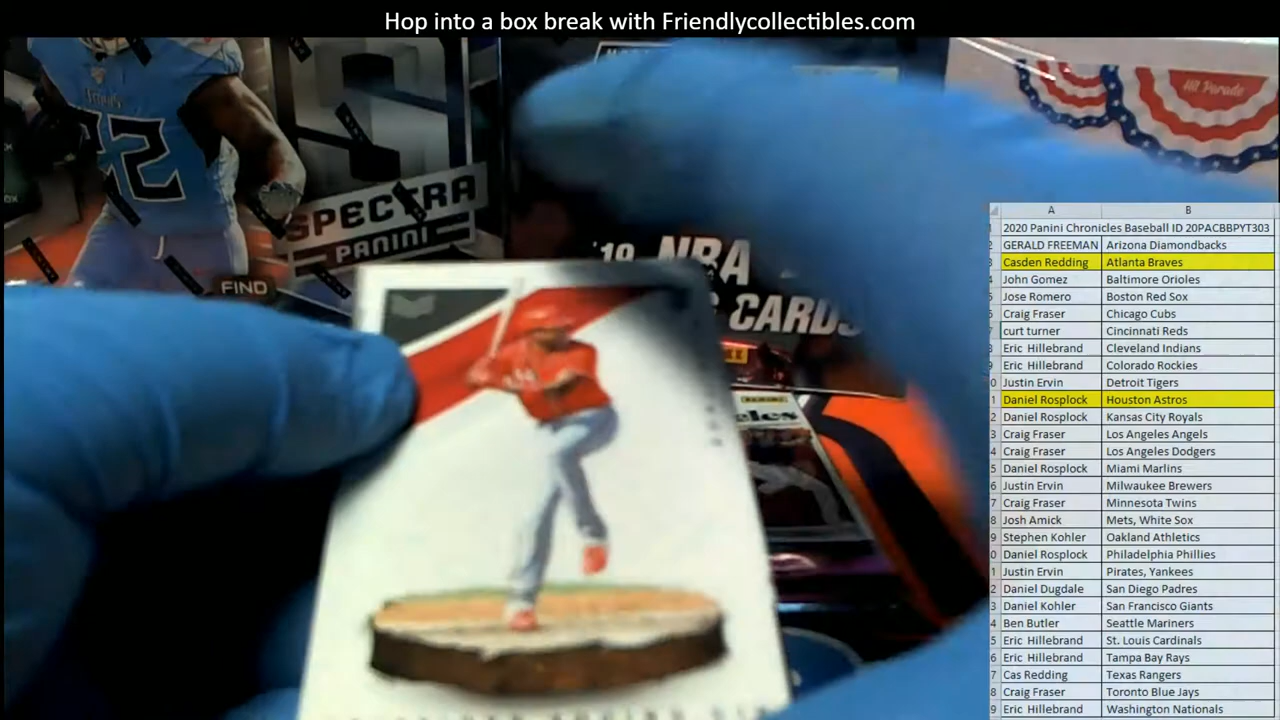 Hop into a box break with Friendlycollectibles.com
Hit Parade
SPECTRA
PANINI
FIND
'19 NBA
CARDS
A B
2020 Panini Chronicles Baseball ID 20PACBBPYT303
GERALD FREEMAN Arizona Diamondbacks
Casden Redding Atlanta Braves
John Gomez Baltimore Orioles
Jose Romero Boston Red Sox
Craig Fraser Chicago Cubs
curt turner Cincinnati Reds
Eric Hillebrand Cleveland Indians
Eric Hillebrand Colorado Rockies
Justin Ervin Detroit Tigers
Daniel Rosplock Houston Astros
Daniel Rosplock Kansas City Royals
Craig Fraser Los Angeles Angels
Craig Fraser Los Angeles Dodgers
Daniel Rosplock Miami Marlins
Justin Ervin Milwaukee Brewers
Craig Fraser Minnesota Twins
Josh Amick Mets, White Sox
Stephen Kohler Oakland Athletics
Daniel Rosplock Philadelphia Phillies
Justin Ervin Pirates, Yankees
Daniel Dugdale San Diego Padres
Daniel Kohler San Francisco Giants
Ben Butler Seattle Mariners
Eric Hillebrand St. Louis Cardinals
Eric Hillebrand Tampa Bay Rays
Cas Redding Texas Rangers
Craig Fraser Toronto Blue Jays
Eric Hillebrand Washington Nationals